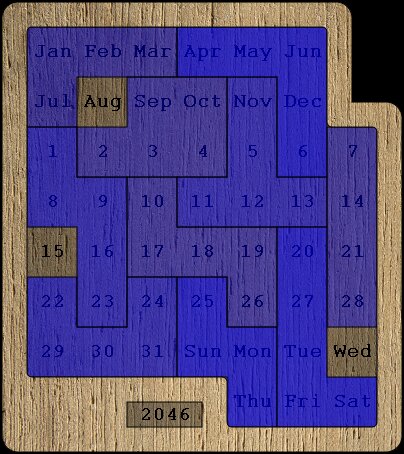 Jan Feb Mar Apr May Jun
Jul Aug Sep Oct Nov Dec
1 2 3 4 5 6 7
8 9 10 11 12 13 14
15 16 17 18 19 20 21
22 23 24 25 26 27 28
29 30 31 Sun Mon Tue Wed
Thu Fri Sat
2046